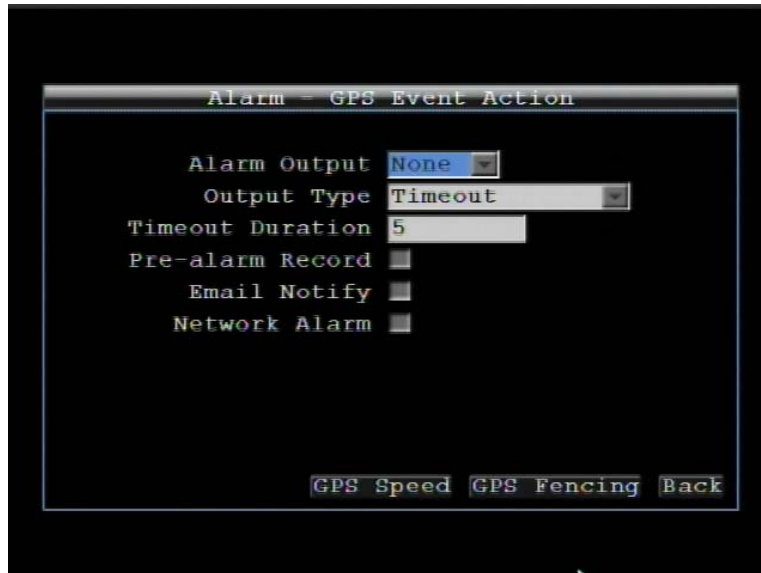 Alarm - GPS Event Action
Alarm Output None
Output Type Timeout
Timeout Duration 5
Pre-alarm Record
Email Notify
Network Alarm
GPS Speed GPS Fencing Back